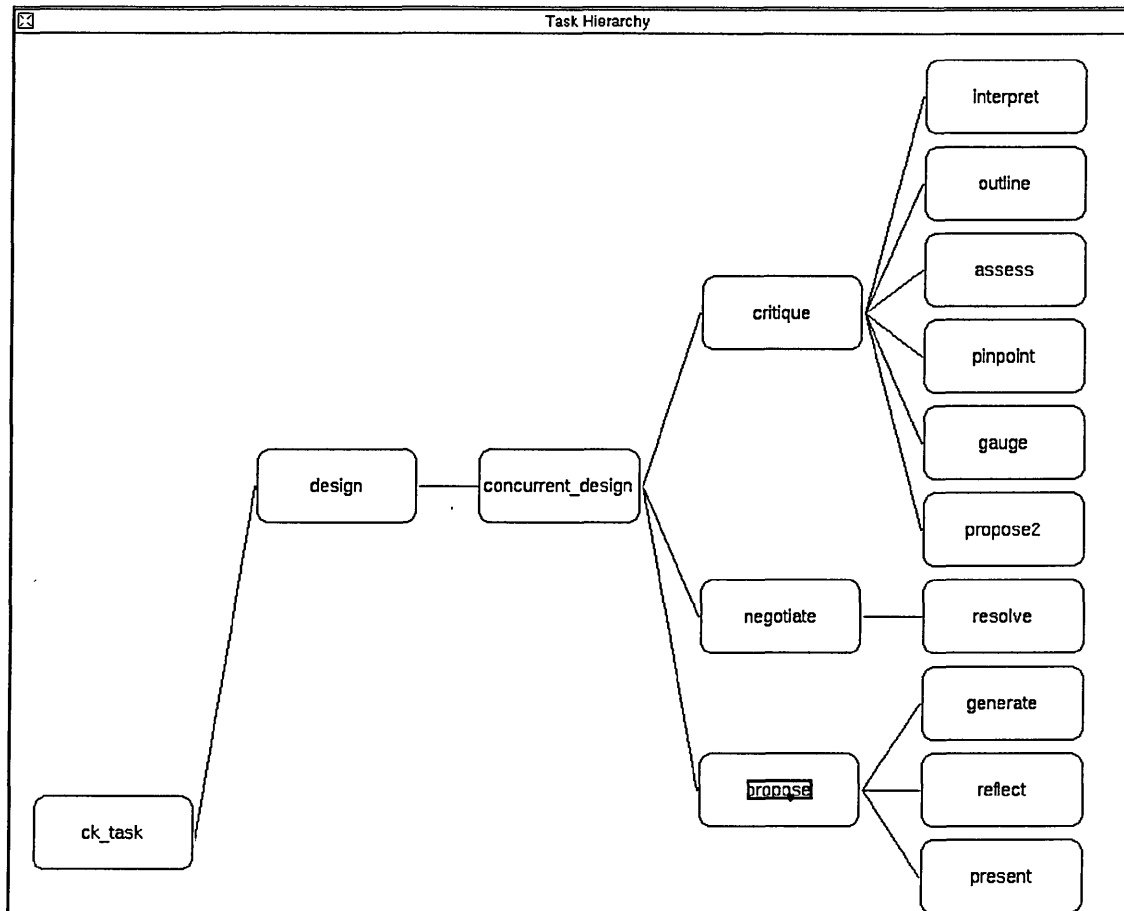 Task Hierarchy
interpret
outline
assess
critique
pinpoint
gauge
design
concurrent_design
propose2
negotiate
resolve
generate
propose
reflect
ck_task
present